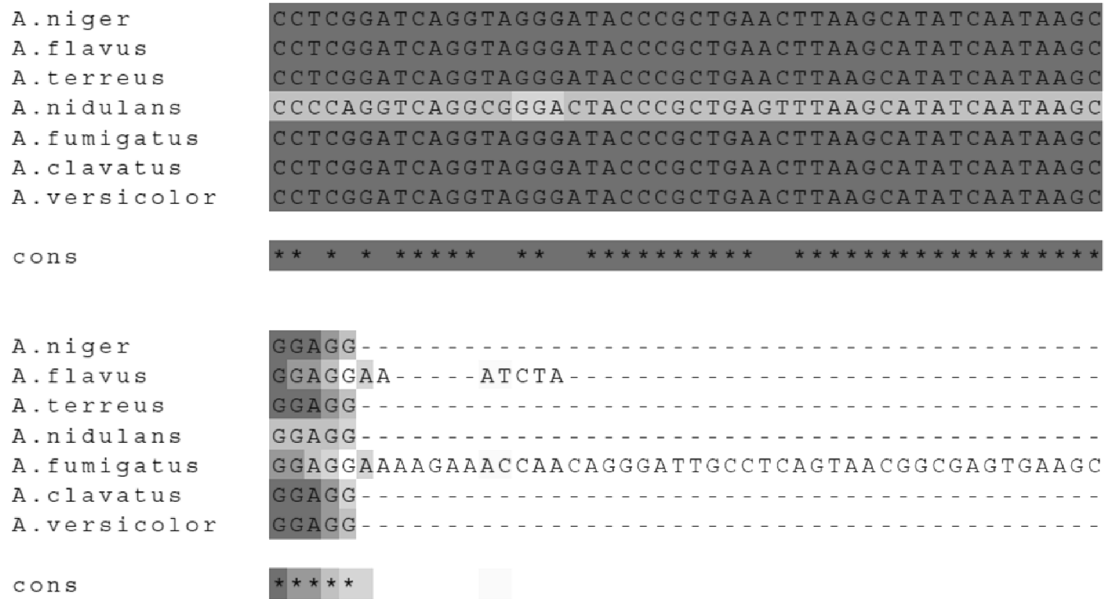 A.niger CCTCGGATCAGGTAGGGATACCCGCTGAACTTAAGCATATCAATAAGC
A.flavus CCTCGGATCAGGTAGGGATACCCGCTGAACTTAAGCATATCAATAAGC
A.terreus CCTCGGATCAGGTAGGGATACCCGCTGAACTTAAGCATATCAATAAGC
A.nidulans CCCCAGGTCAGGCGGGACTACCCGCTGAGTTTAAGCATATCAATAAGC
A.fumigatus CCTCGGATCAGGTAGGGATACCCGCTGAACTTAAGCATATCAATAAGC
A.clavatus CCTCGGATCAGGTAGGGATACCCGCTGAACTTAAGCATATCAATAAGC
A.versicolor CCTCGGATCAGGTAGGGATACCCGCTGAACTTAAGCATATCAATAAGC
cons ** * * *****  **  **********  ******************
A.niger GGAGG-------------------------------------------
A.flavus GGAGGAA-----ATCTA-------------------------------
A.terreus GGAGG-------------------------------------------
A.nidulans GGAGG-------------------------------------------
A.fumigatus GGAGGAAAAGAAACCAACAGGGATTGCCTCAGTAACGGCGAGTGAAGC
A.clavatus GGAGG-------------------------------------------
A.versicolor GGAGG-------------------------------------------
cons *****